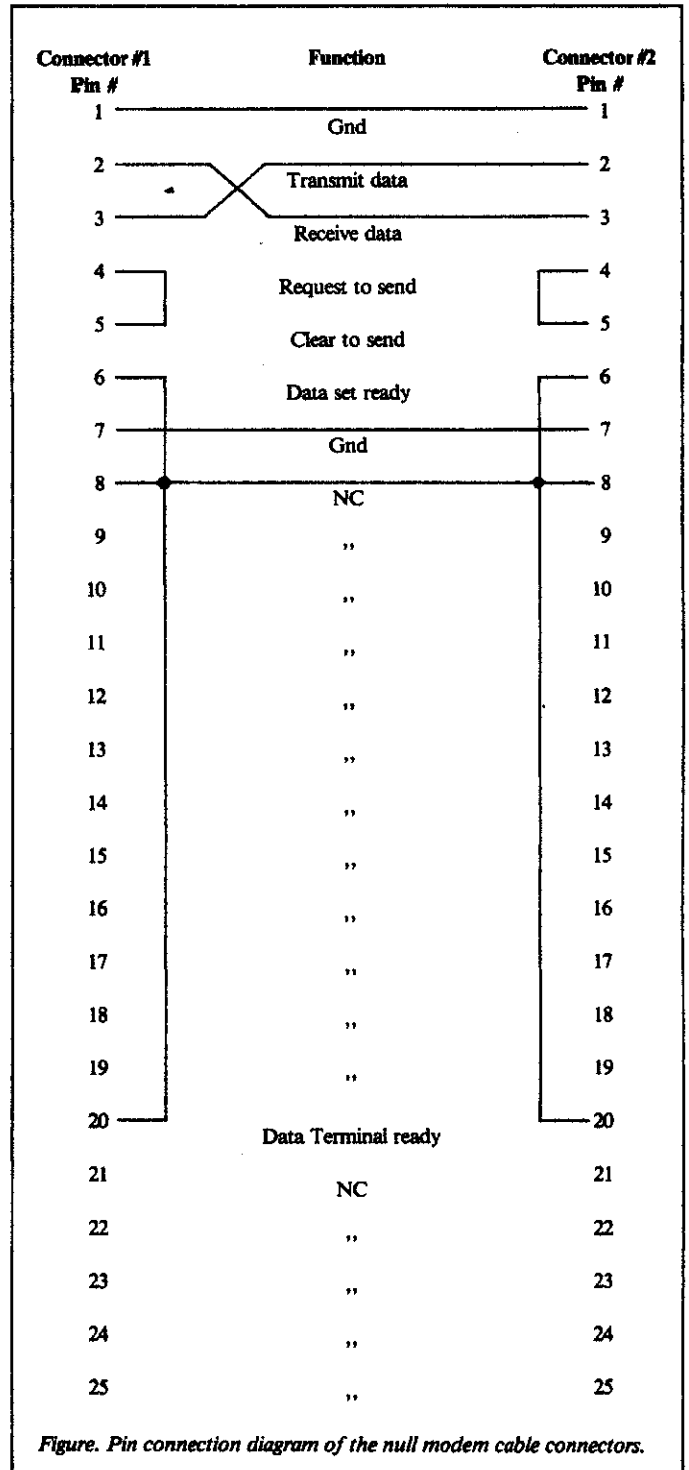 Connector #1 Function Connector #2
Pin # Pin #
1 1
Gnd
2 2
Transmit data
3 3
Receive data
4 4
Request to send
5 5
Clear to send
6 6
Data set ready
7 7
Gnd
8 8
NC
9 ,, 9
10 ,, 10
11 ,, 11
12 ,, 12
13 ,, 13
14 ,, 14
15 ,, 15
16 ,, 16
17 ,, 17
18 ,, 18
19 ,, 19
20 20
Data Terminal ready
21 21
NC
22 ,, 22
23 ,, 23
24 ,, 24
25 ,, 25
Figure. Pin connection diagram of the null modem cable connectors.